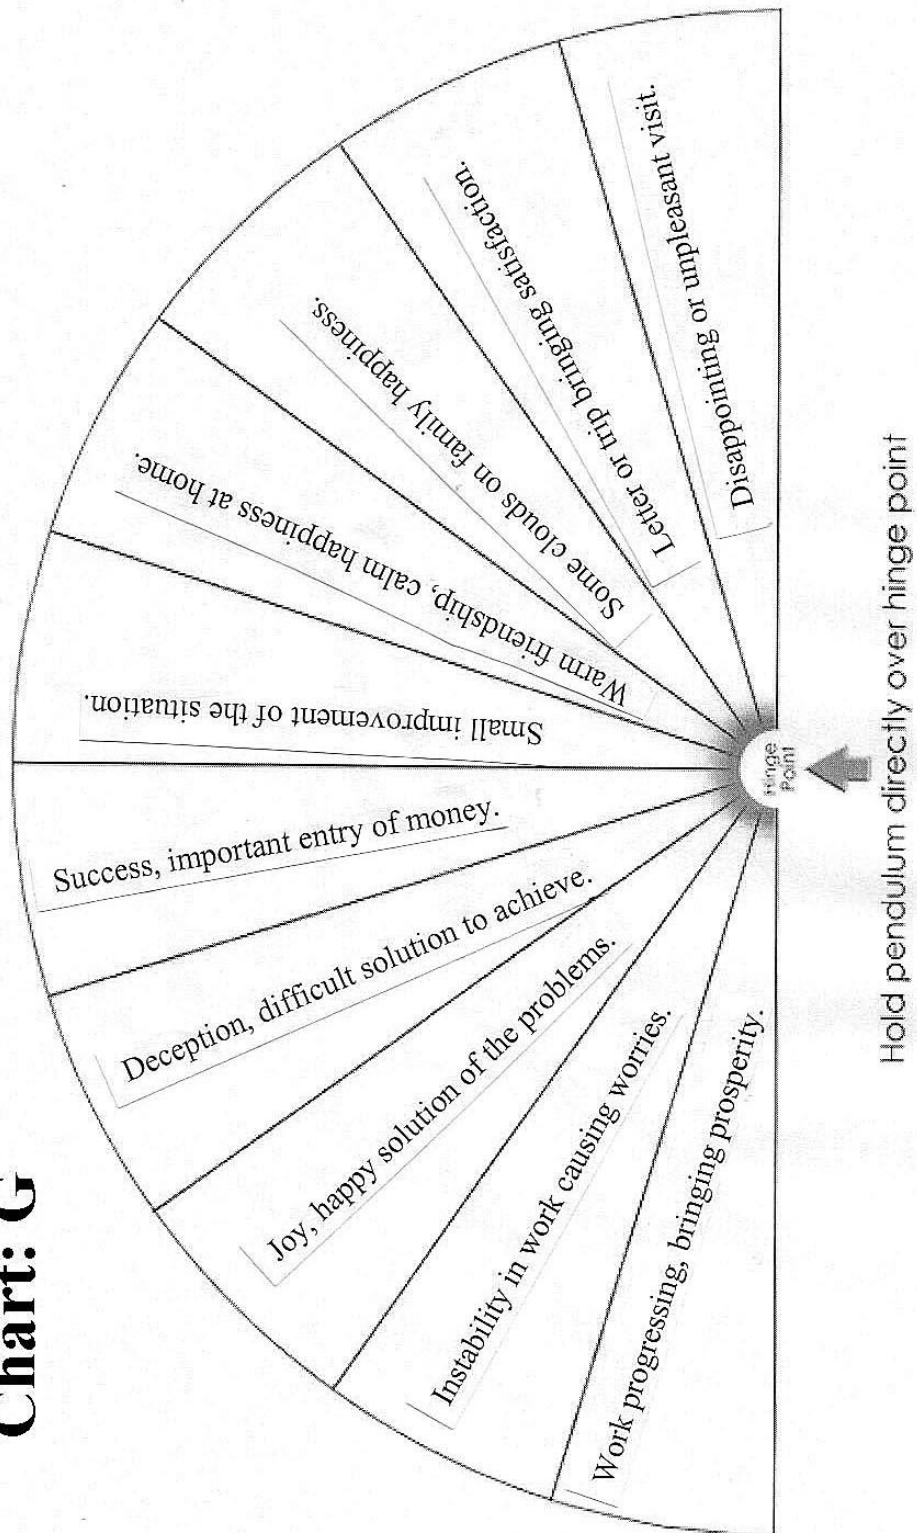 Chart: G
Work progressing, bringing prosperity.
Instability in work causing worries.
Joy, happy solution of the problems.
Deception, difficult solution to achieve.
Success, important entry of money.
Small improvement of the situation.
Warm friendship, calm happiness at home.
Some clouds on family happiness.
Letter or trip bringing satisfaction.
Disappointing or unpleasant visit.
Hinge
Point
Hold pendulum directly over hinge point